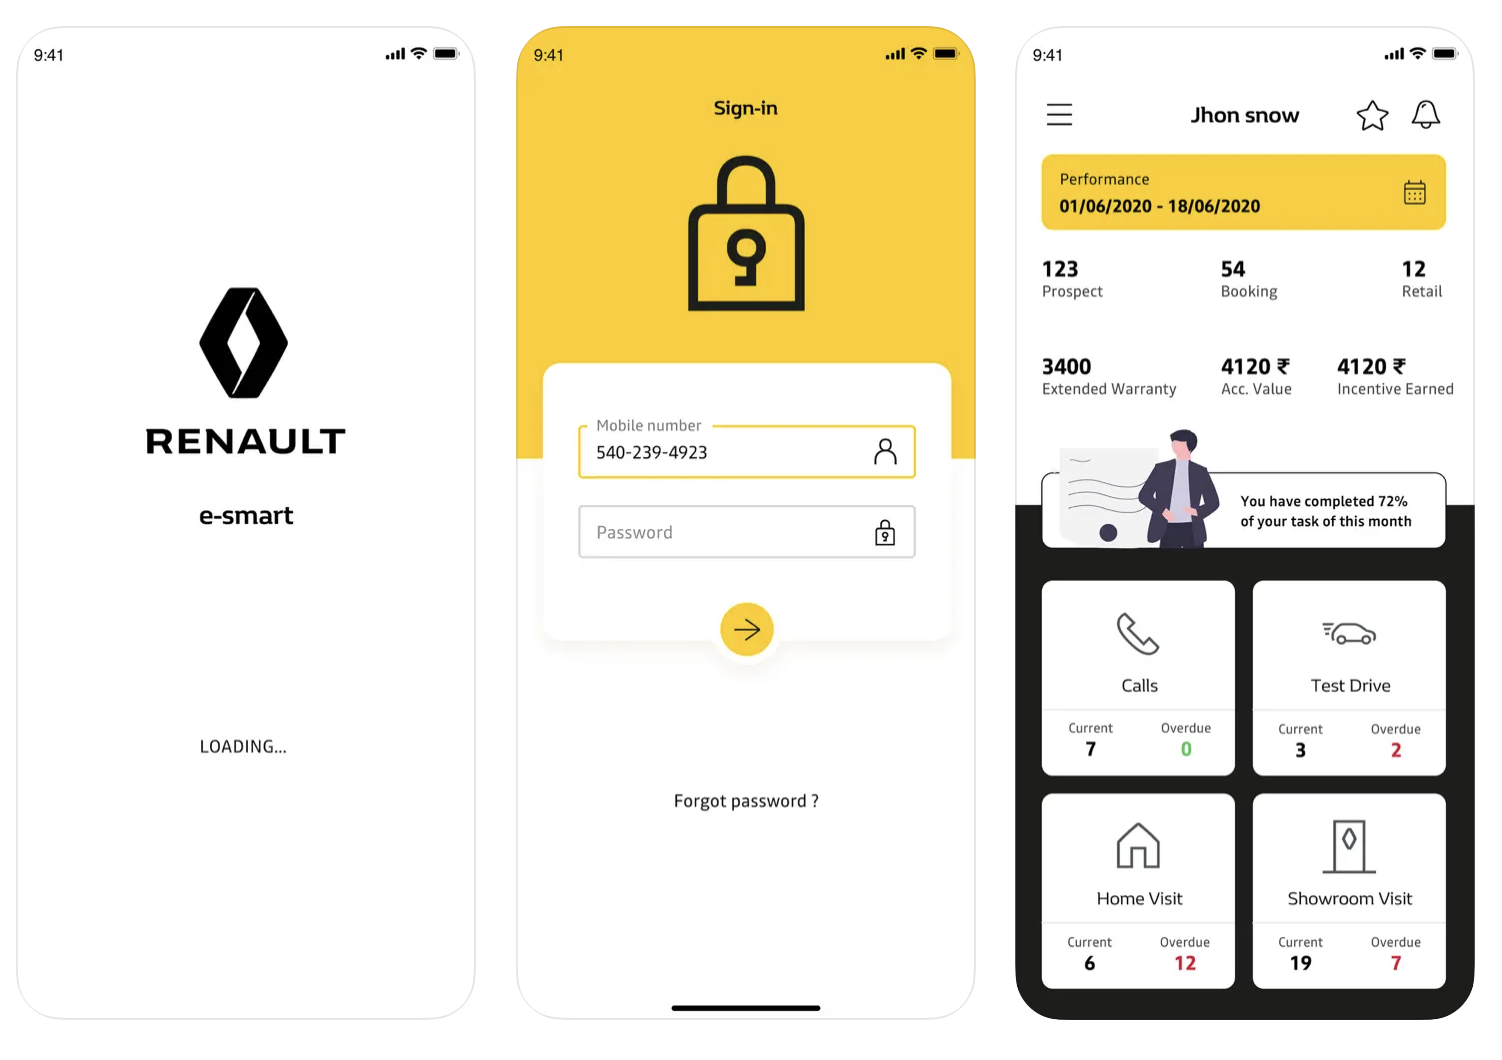 9:41
RENAULT
e-smart
LOADING...
9:41
Sign-in
Mobile number
540-239-4923
Password
Forgot password ?
9:41
Jhon snow
Performance
01/06/2020 - 18/06/2020
123 54 12
Prospect Booking Retail
3400 4120 ₹ 4120 ₹
Extended Warranty Acc. Value Incentive Earned
You have completed 72%
of your task of this month
Calls Test Drive
Current Overdue Current Overdue
7 0 3 2
Home Visit Showroom Visit
Current Overdue Current Overdue
6 12 19 7